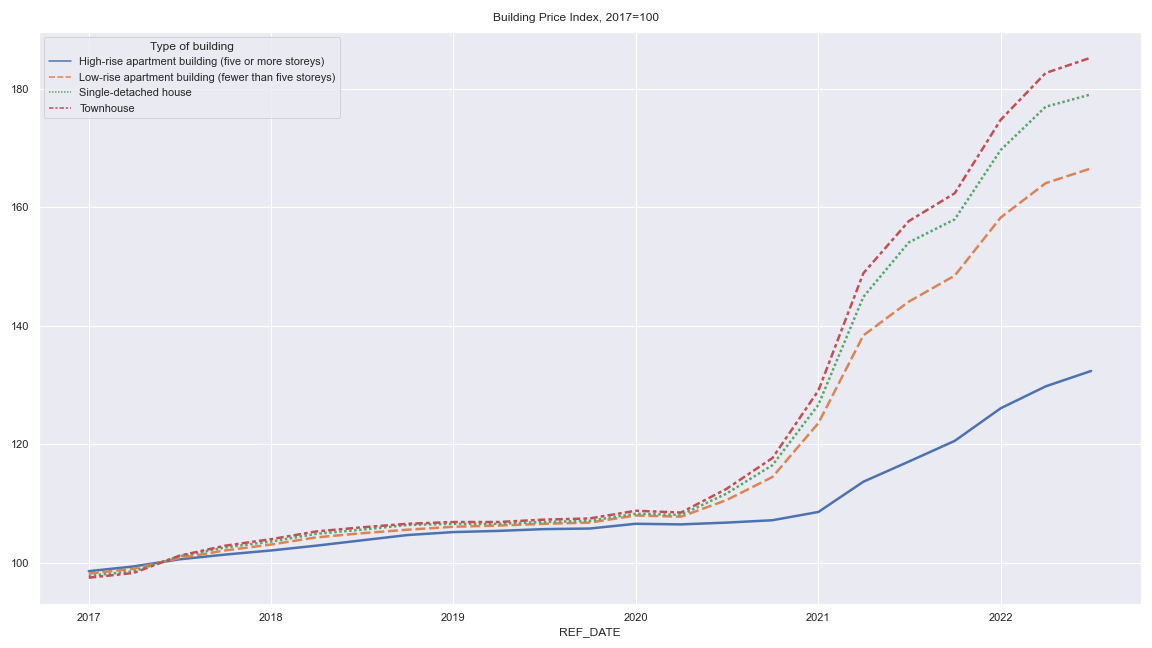 Building Price Index, 2017=100
Type of building
High-rise apartment building (five or more storeys)
Low-rise apartment building (fewer than five storeys)
Single-detached house
Townhouse
180
160
140
120
100
2017 2018 2019 2020 2021 2022
REF_DATE